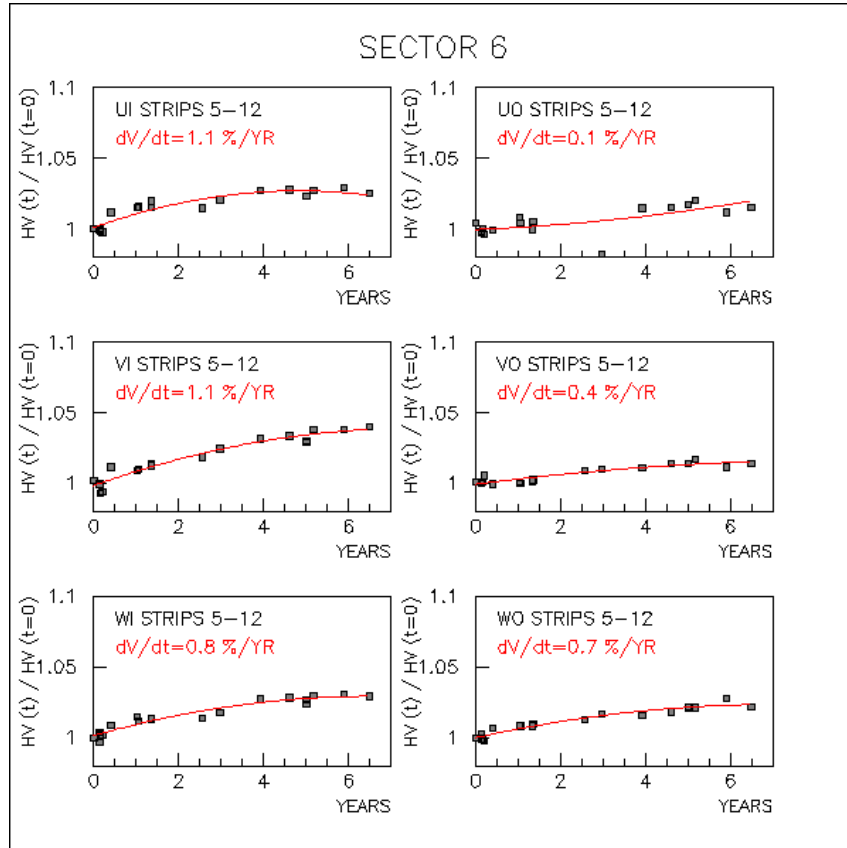 SECTOR 6
HV (t) / HV (t=0)
1.1
1.05
1
UI STRIPS 5-12
dV/dt=1.1 %/YR
0 2 4 6
YEARS
HV (t) / HV (t=0)
1.1
1.05
1
UO STRIPS 5-12
dV/dt=0.1 %/YR
0 2 4 6
YEARS
HV (t) / HV (t=0)
1.1
1.05
1
VI STRIPS 5-12
dV/dt=1.1 %/YR
0 2 4 6
YEARS
HV (t) / HV (t=0)
1.1
1.05
1
VO STRIPS 5-12
dV/dt=0.4 %/YR
0 2 4 6
YEARS
HV (t) / HV (t=0)
1.1
1.05
1
WI STRIPS 5-12
dV/dt=0.8 %/YR
0 2 4 6
YEARS
HV (t) / HV (t=0)
1.1
1.05
1
WO STRIPS 5-12
dV/dt=0.7 %/YR
0 2 4 6
YEARS